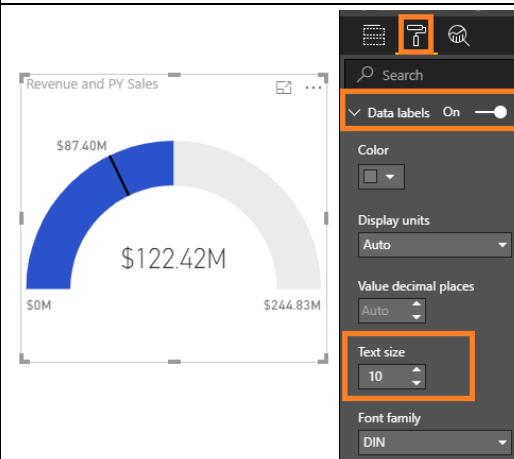 Revenue and PY Sales
$87.40M
$122.42M
$0M
$244.83M
Search
Data labels On
Color
Display units
Auto
Value decimal places
Auto
Text size
10
Font family
DIN